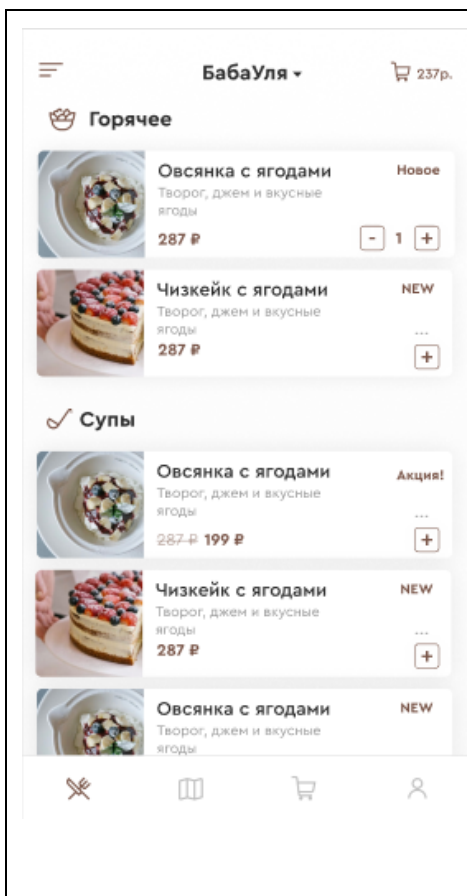 БабаУля
237р.
Горячее
Овсянка с ягодами
Новое
Творог, джем и вкусные
ягоды
287 ₽
- 1 +
Чизкейк с ягодами
NEW
Творог, джем и вкусные
ягоды
...
287 ₽
+
Супы
Овсянка с ягодами
Акция!
Творог, джем и вкусные
ягоды
...
287 ₽ 199 ₽
+
Чизкейк с ягодами
NEW
Творог, джем и вкусные
ягоды
...
287 ₽
+
Овсянка с ягодами
NEW
Творог, джем и вкусные
ягоды